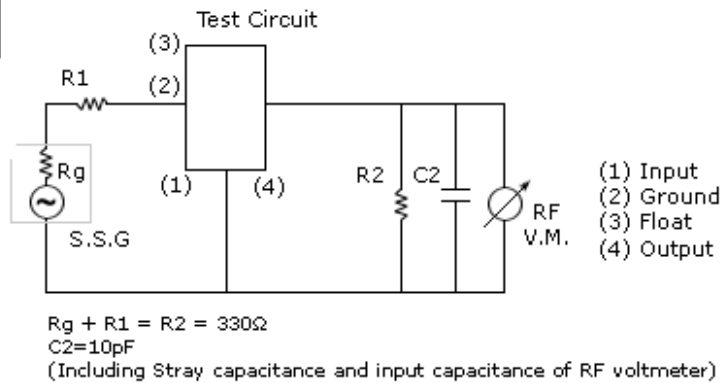 Test Circuit
(3)
R1
(2)
Rg
(1)
(4)
R2
C2
S.S.G
RF
V.M.
(1) Input
(2) Ground
(3) Float
(4) Output
Rg + R1 = R2 = 330Ω
C2=10pF
(Including Stray capacitance and input capacitance of RF voltmeter)